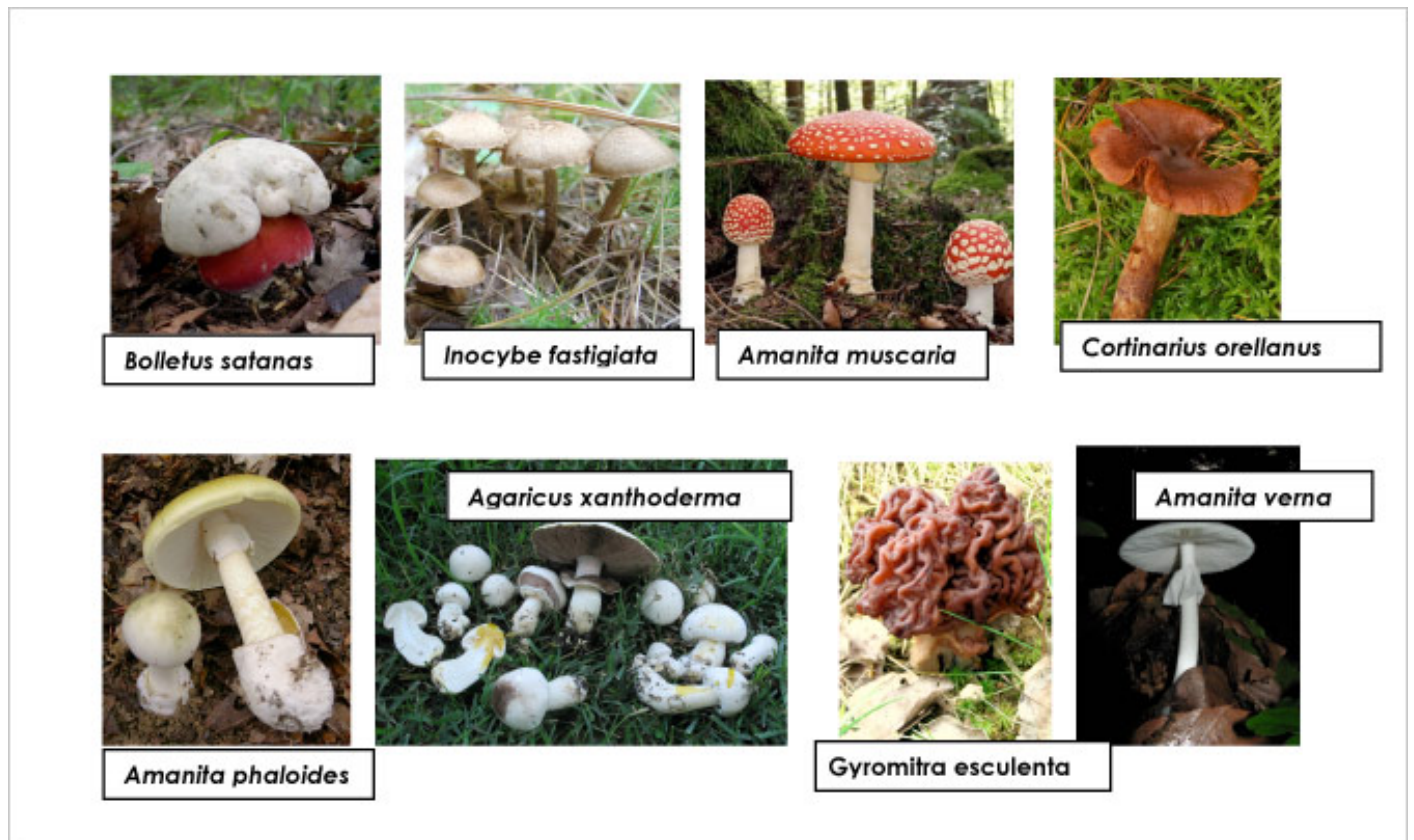 Bolletus satanas
Inocybe fastigiata
Amanita muscaria
Cortinarius orellanus
Agaricus xanthoderma
Amanita verna
Amanita phaloides
Gyromitra esculenta